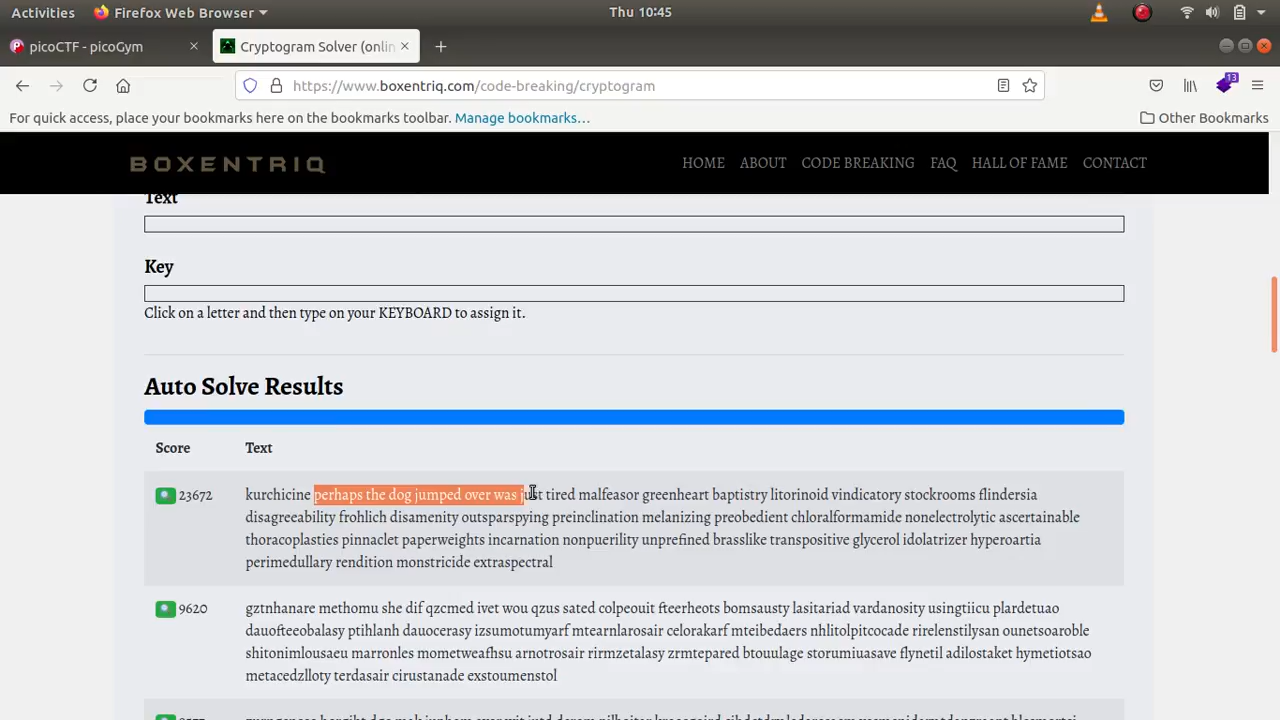 Activities Firefox Web Browser Thu 10:45
picoCTF - picoGym Cryptogram Solver (onlin
https://www.boxentriq.com/code-breaking/cryptogram 13
For quick access, place your bookmarks here on the bookmarks toolbar. Manage bookmarks… Other Bookmarks
BOXENTRIQ HOME ABOUT CODE BREAKING FAQ HALL OF FAME CONTACT
Text
Key
Click on a letter and then type on your KEYBOARD to assign it.
Auto Solve Results
Score Text
23672 kurchicine perhaps the dog jumped over was just tired malfeasor greenheart baptistry litorinoid vindicatory stockrooms flindersia
disagreeability frohlich disamenity outsparspying preinclination melanizing preobedient chloralformamide nonelectrolytic ascertainable
thoracoplasties pinnaclet paperweights incarnation nonpuerility unprefined brasslike transpositive glycerol idolatrizer hyperoartia
perimedullary rendition monstricide extraspectral
9620 gztnhanare methomu she dif qzcmed ivet wou qzus sated colpeouit fteerheots bomsausty lasitariad vardanosity usingtiicu plardetuao
dauofteeobalasy ptihlanh dauocerasy izsumotumyarf mtearnlarosair celorakarf mteibedaers nhlitolpitcocade rirelenstilysan ounetsoaroble
shitonimlousaeu marronles mometweafhsu arnotrosair rirmzetalasy zrmtepared btouulage storumiuasave flynetil adilostaket hymetiotsao
metacedzlloty terdasair cirustanade exstoumenstol